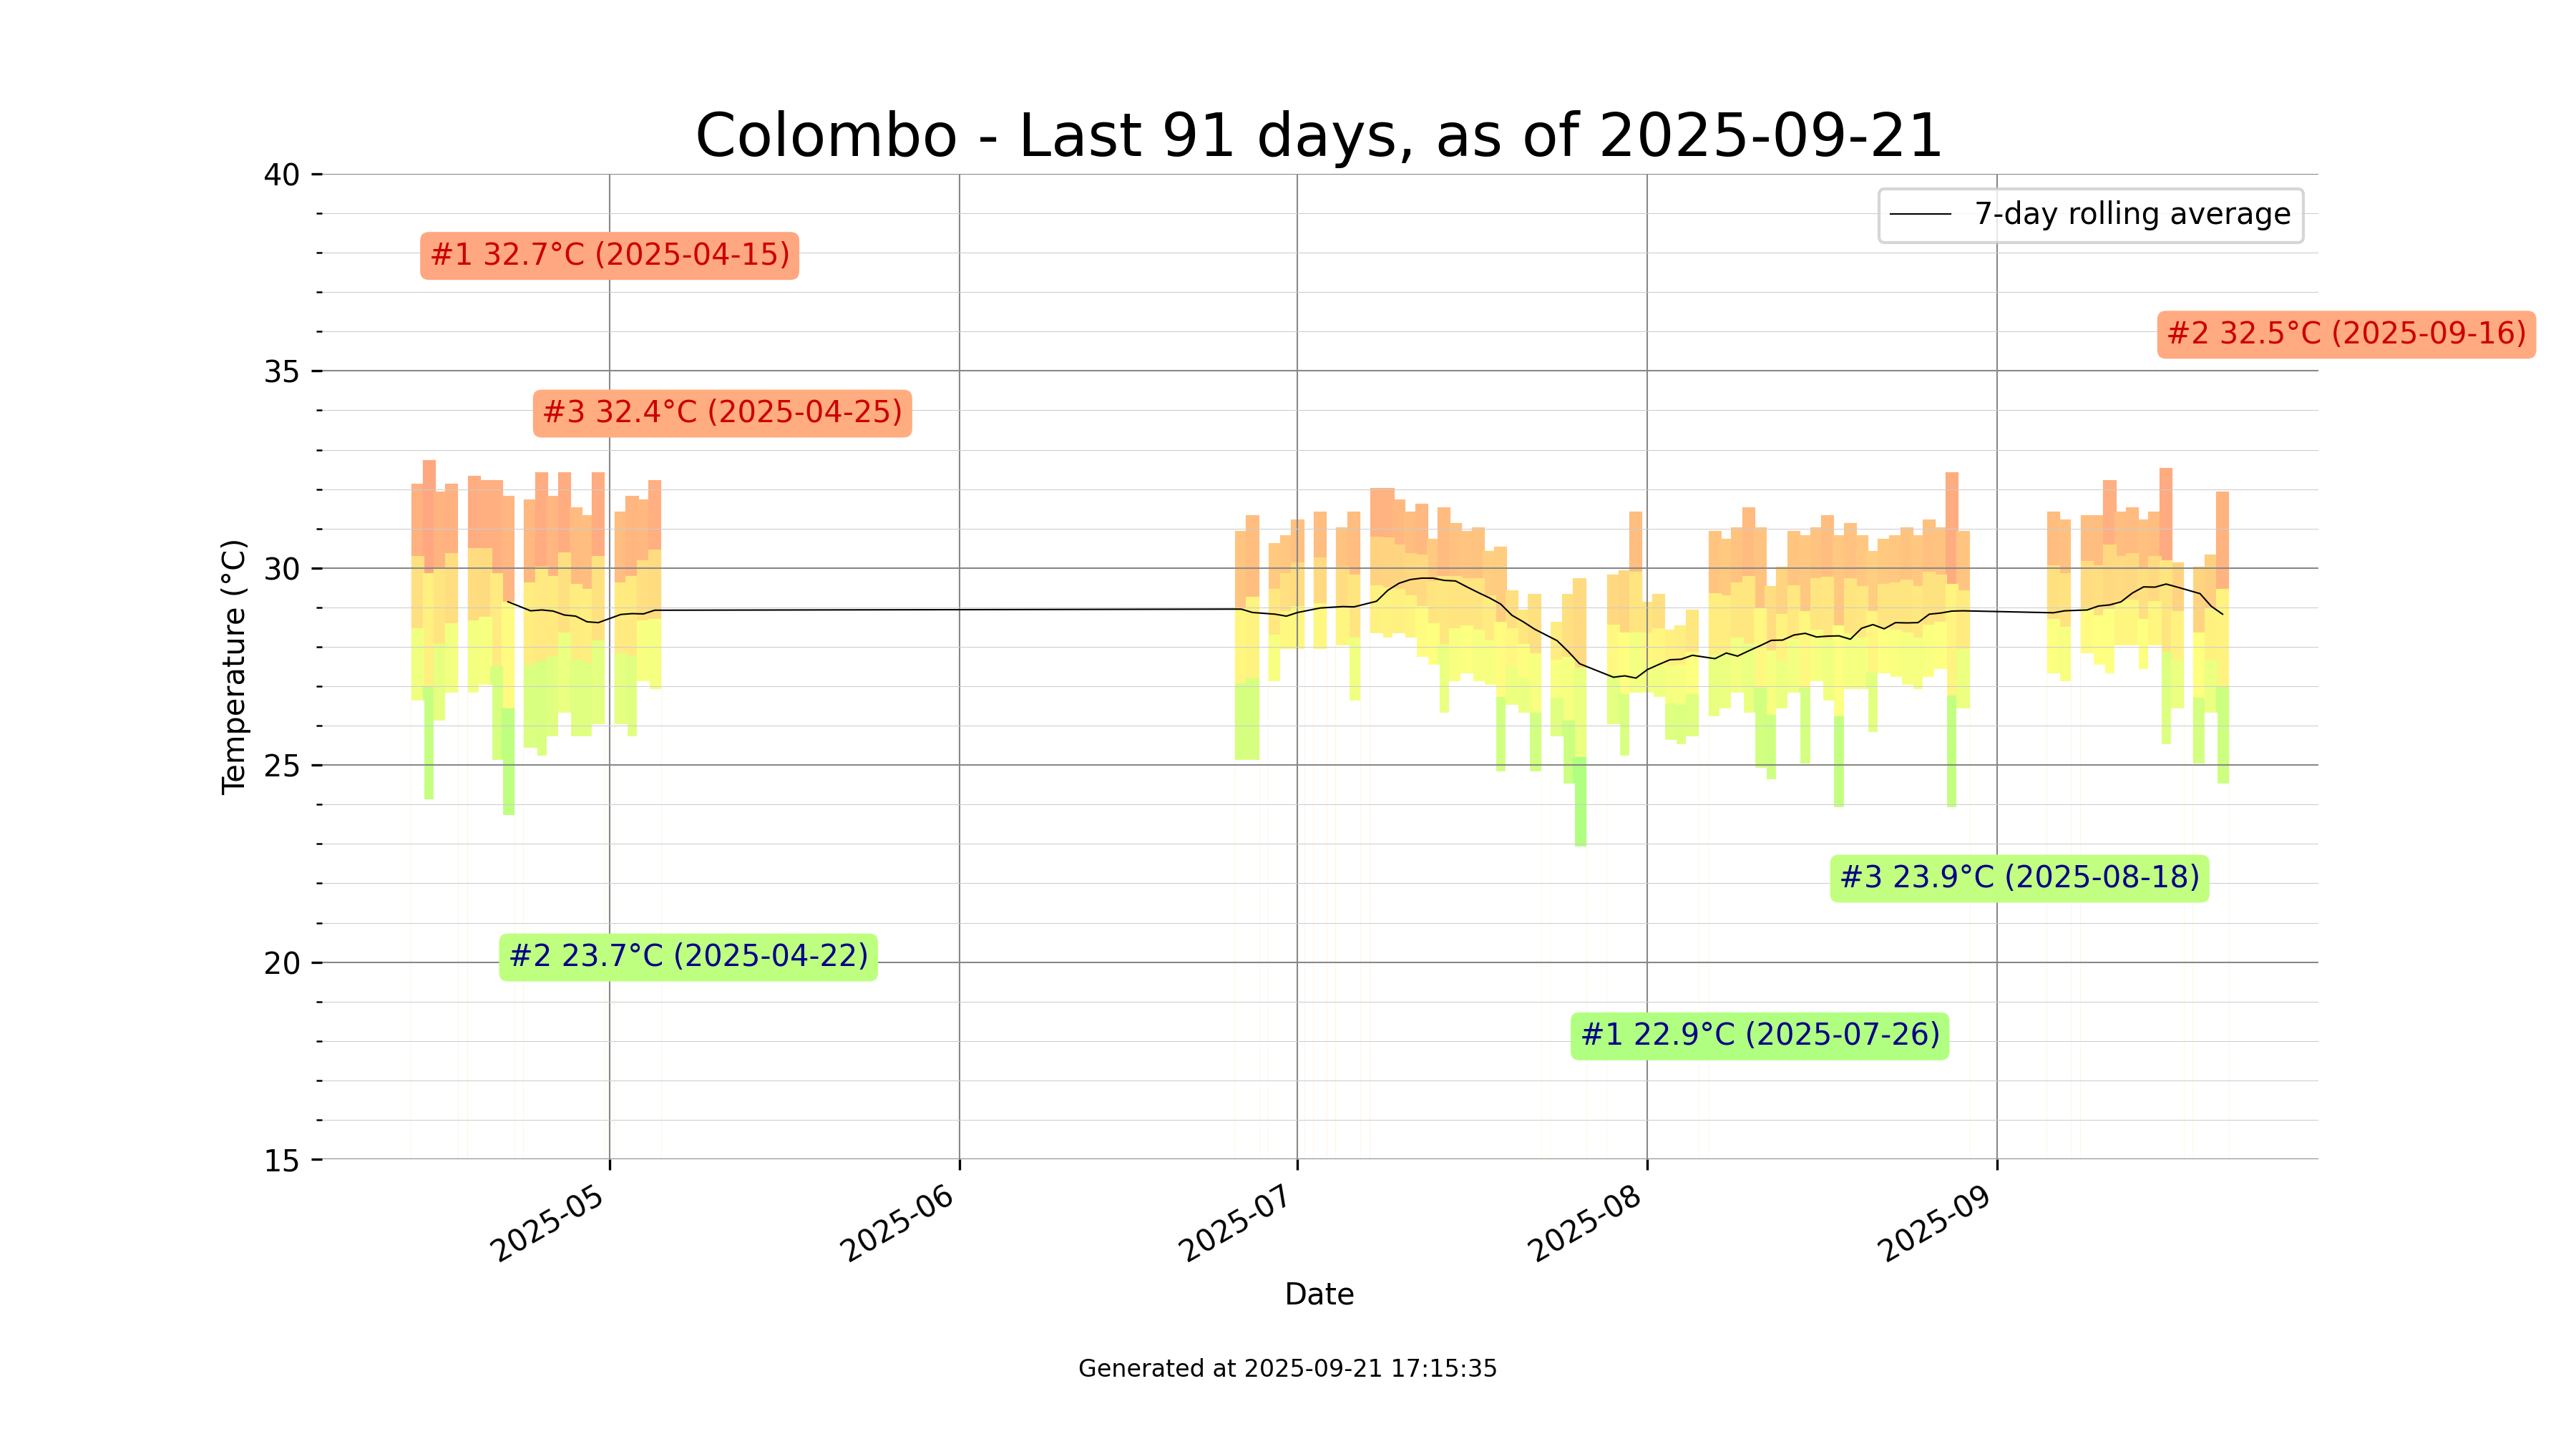 Colombo - Last 91 days, as of 2025-09-21
40
7-day rolling average
#1 32.7°C (2025-04-15)
#2 32.5°C (2025-09-16)
35
#3 32.4°C (2025-04-25)
30
Temperature (°C)
25
#3 23.9°C (2025-08-18)
#2 23.7°C (2025-04-22)
20
#1 22.9°C (2025-07-26)
15
2025-05
2025-06
2025-07
2025-08
2025-09
Date
Generated at 2025-09-21 17:15:35